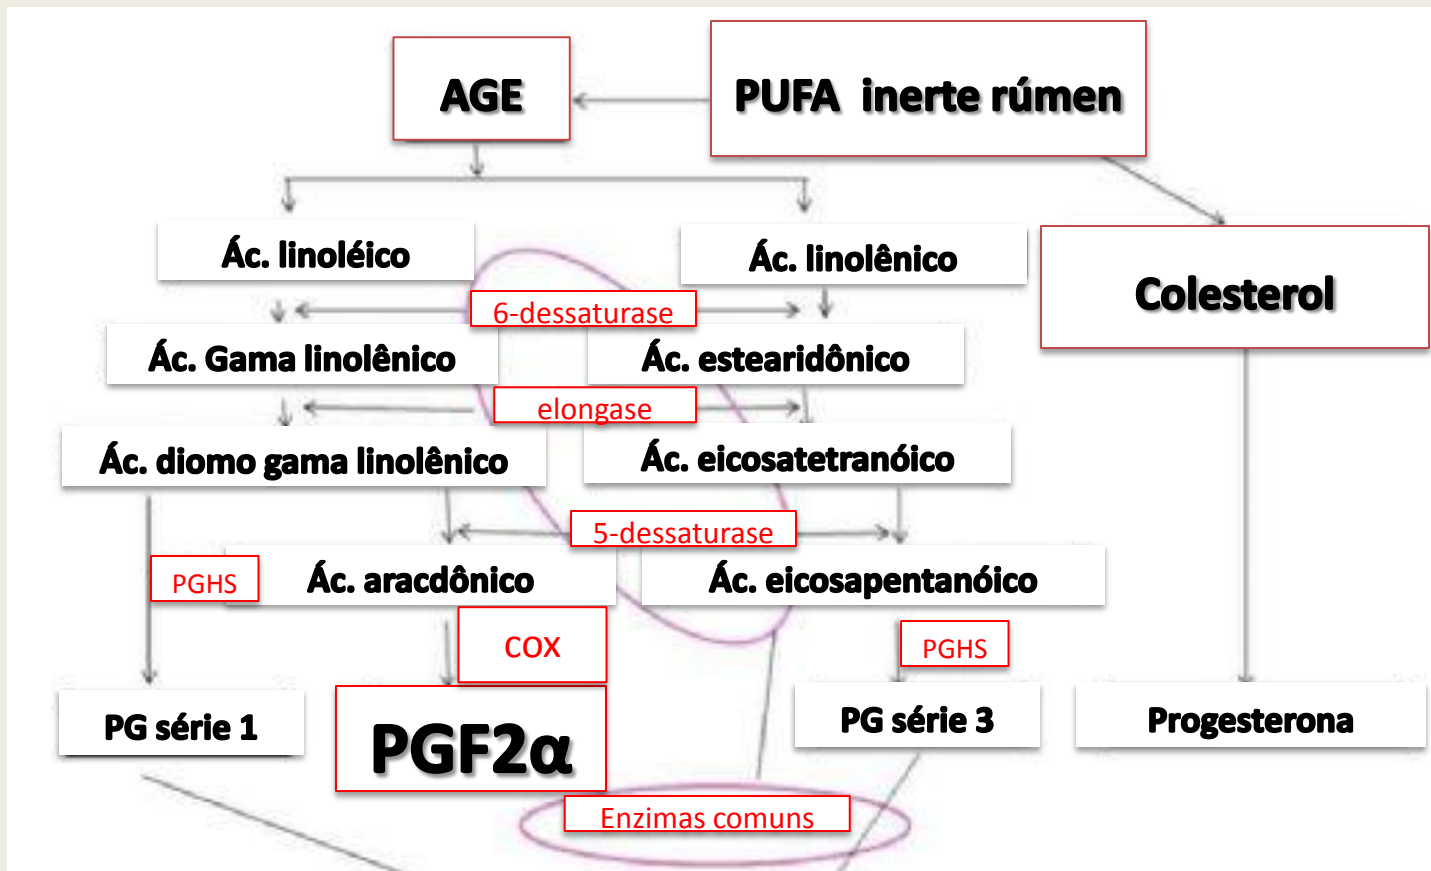 AGE
PUFA inerte rúmen
Ác. linoléico
Ác. linolênico
Colesterol
6-dessaturase
Ác. Gama linolênico
Ác. estearidônico
elongase
Ác. diomo gama linolênico
Ác. eicosatetranóico
5-dessaturase
PGHS
Ác. aracdônico
Ác. eicosapentanóico
COX
PGHS
PG série 1
PGF2α
PG série 3
Progesterona
Enzimas comuns